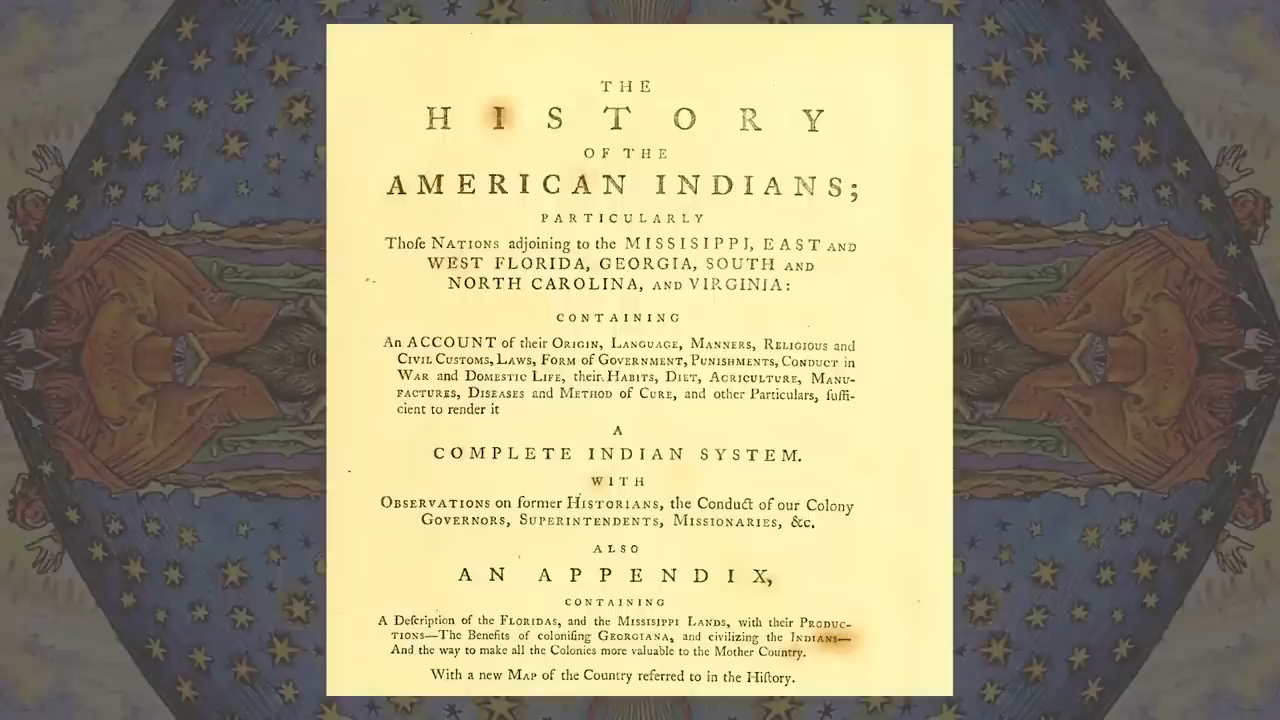 THE
HISTORY
OF THE
AMERICAN INDIANS;
PARTICULARLY
Thoſe NATIONS adjoining to the MISSISIPPI, EAST AND
WEST FLORIDA, GEORGIA, SOUTH AND
NORTH CAROLINA, AND VIRGINIA:
CONTAINING
An ACCOUNT of their ORIGIN, LANGUAGE, MANNERS, RELIGIOUS and
CIVIL CUSTOMS, LAWS, FORM of GOVERNMENT, PUNISHMENTS, CONDUCT in
WAR and DOMESTIC LIFE, their HABITS, DIET, AGRICULTURE, MANU-
FACTURES, DISEASES and METHOD of CURE, and other Particulars, ſuffi-
cient to render it
A
COMPLETE INDIAN SYSTEM.
WITH
OBSERVATIONS on former HISTORIANS, the Conduct of our Colony
GOVERNORS, SUPERINTENDENTS, MISSIONARIES, &c.
ALSO
AN APPENDIX,
CONTAINING
A Deſcription of the FLORIDAS, and the MISSISIPPI LANDS, with their PRODUC-
TIONS—The Benefits of coloniſing GEORGIANA, and civilizing the INDIANS—
And the way to make all the Colonies more valuable to the Mother Country.
With a new MAP of the Country referred to in the Hiſtory.